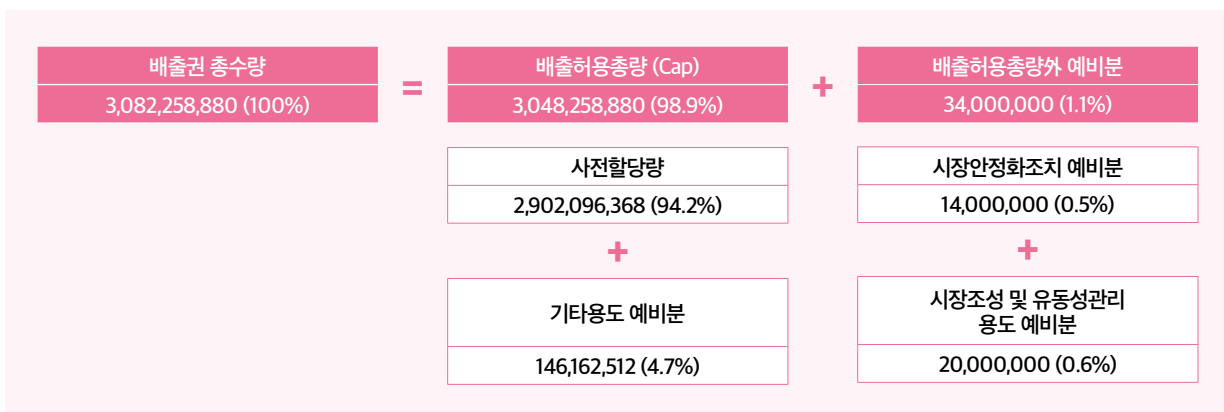 배출권 총수량
3,082,258,880 (100%)
=
배출허용총량 (Cap)
3,048,258,880 (98.9%)
+
배출허용총량外 예비분
34,000,000 (1.1%)
사전할당량
2,902,096,368 (94.2%)
+
기타용도 예비분
146,162,512 (4.7%)
시장안정화조치 예비분
14,000,000 (0.5%)
+
시장조성 및 유동성관리
용도 예비분
20,000,000 (0.6%)